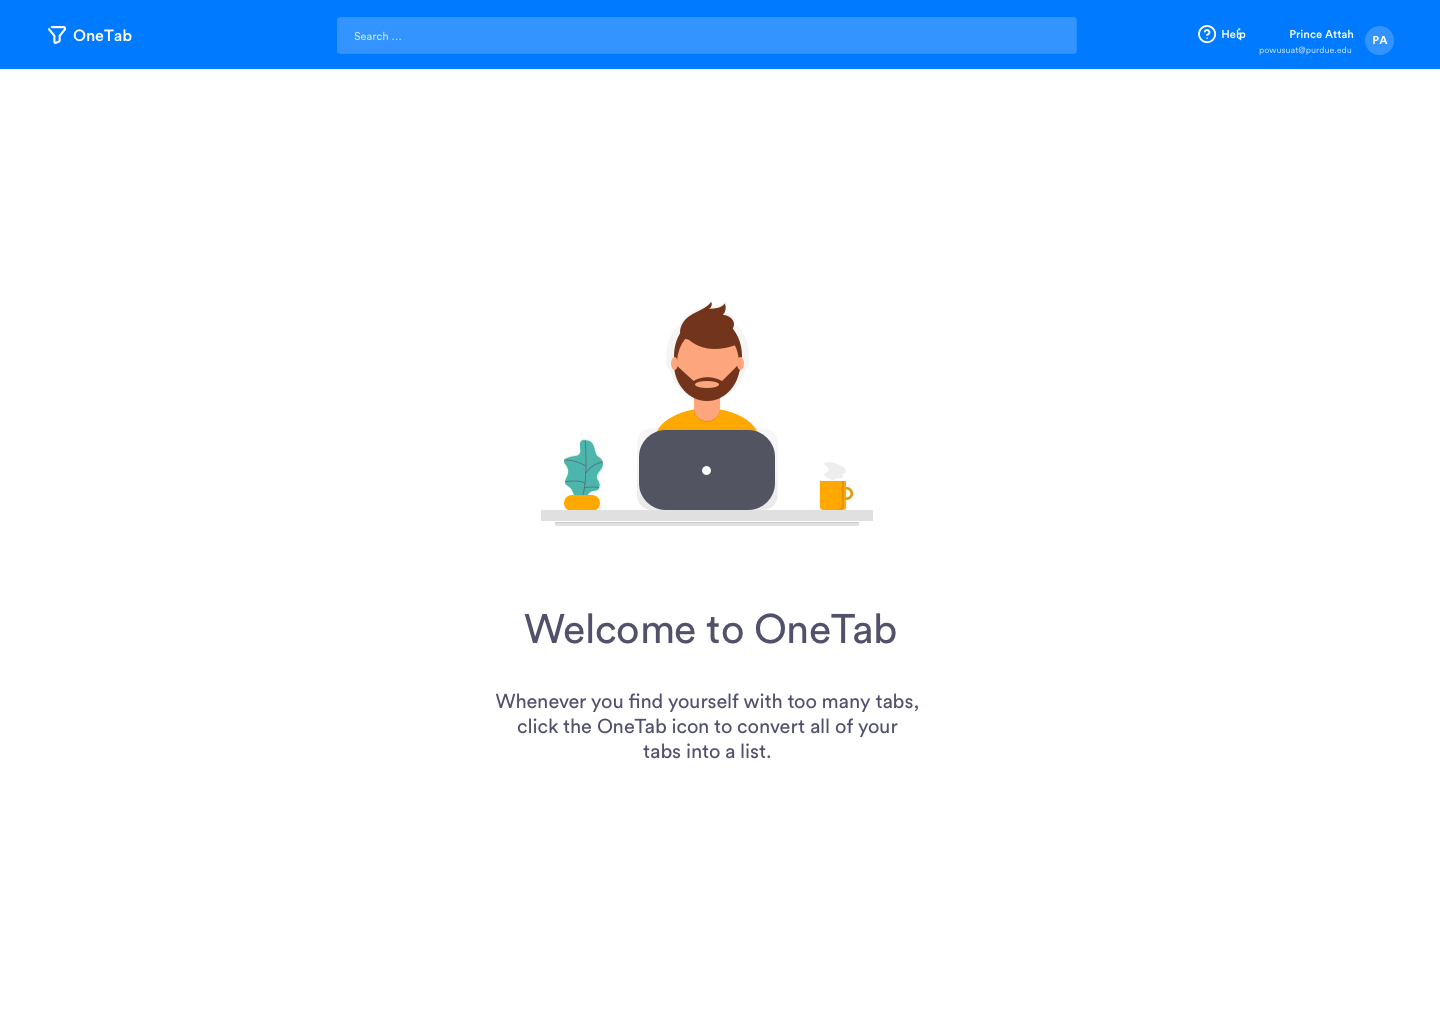 OneTab
Search ...
Help
Prince Attah
powusuat@purdue.edu
PA
Welcome to OneTab
Whenever you find yourself with too many tabs,
click the OneTab icon to convert all of your
tabs into a list.